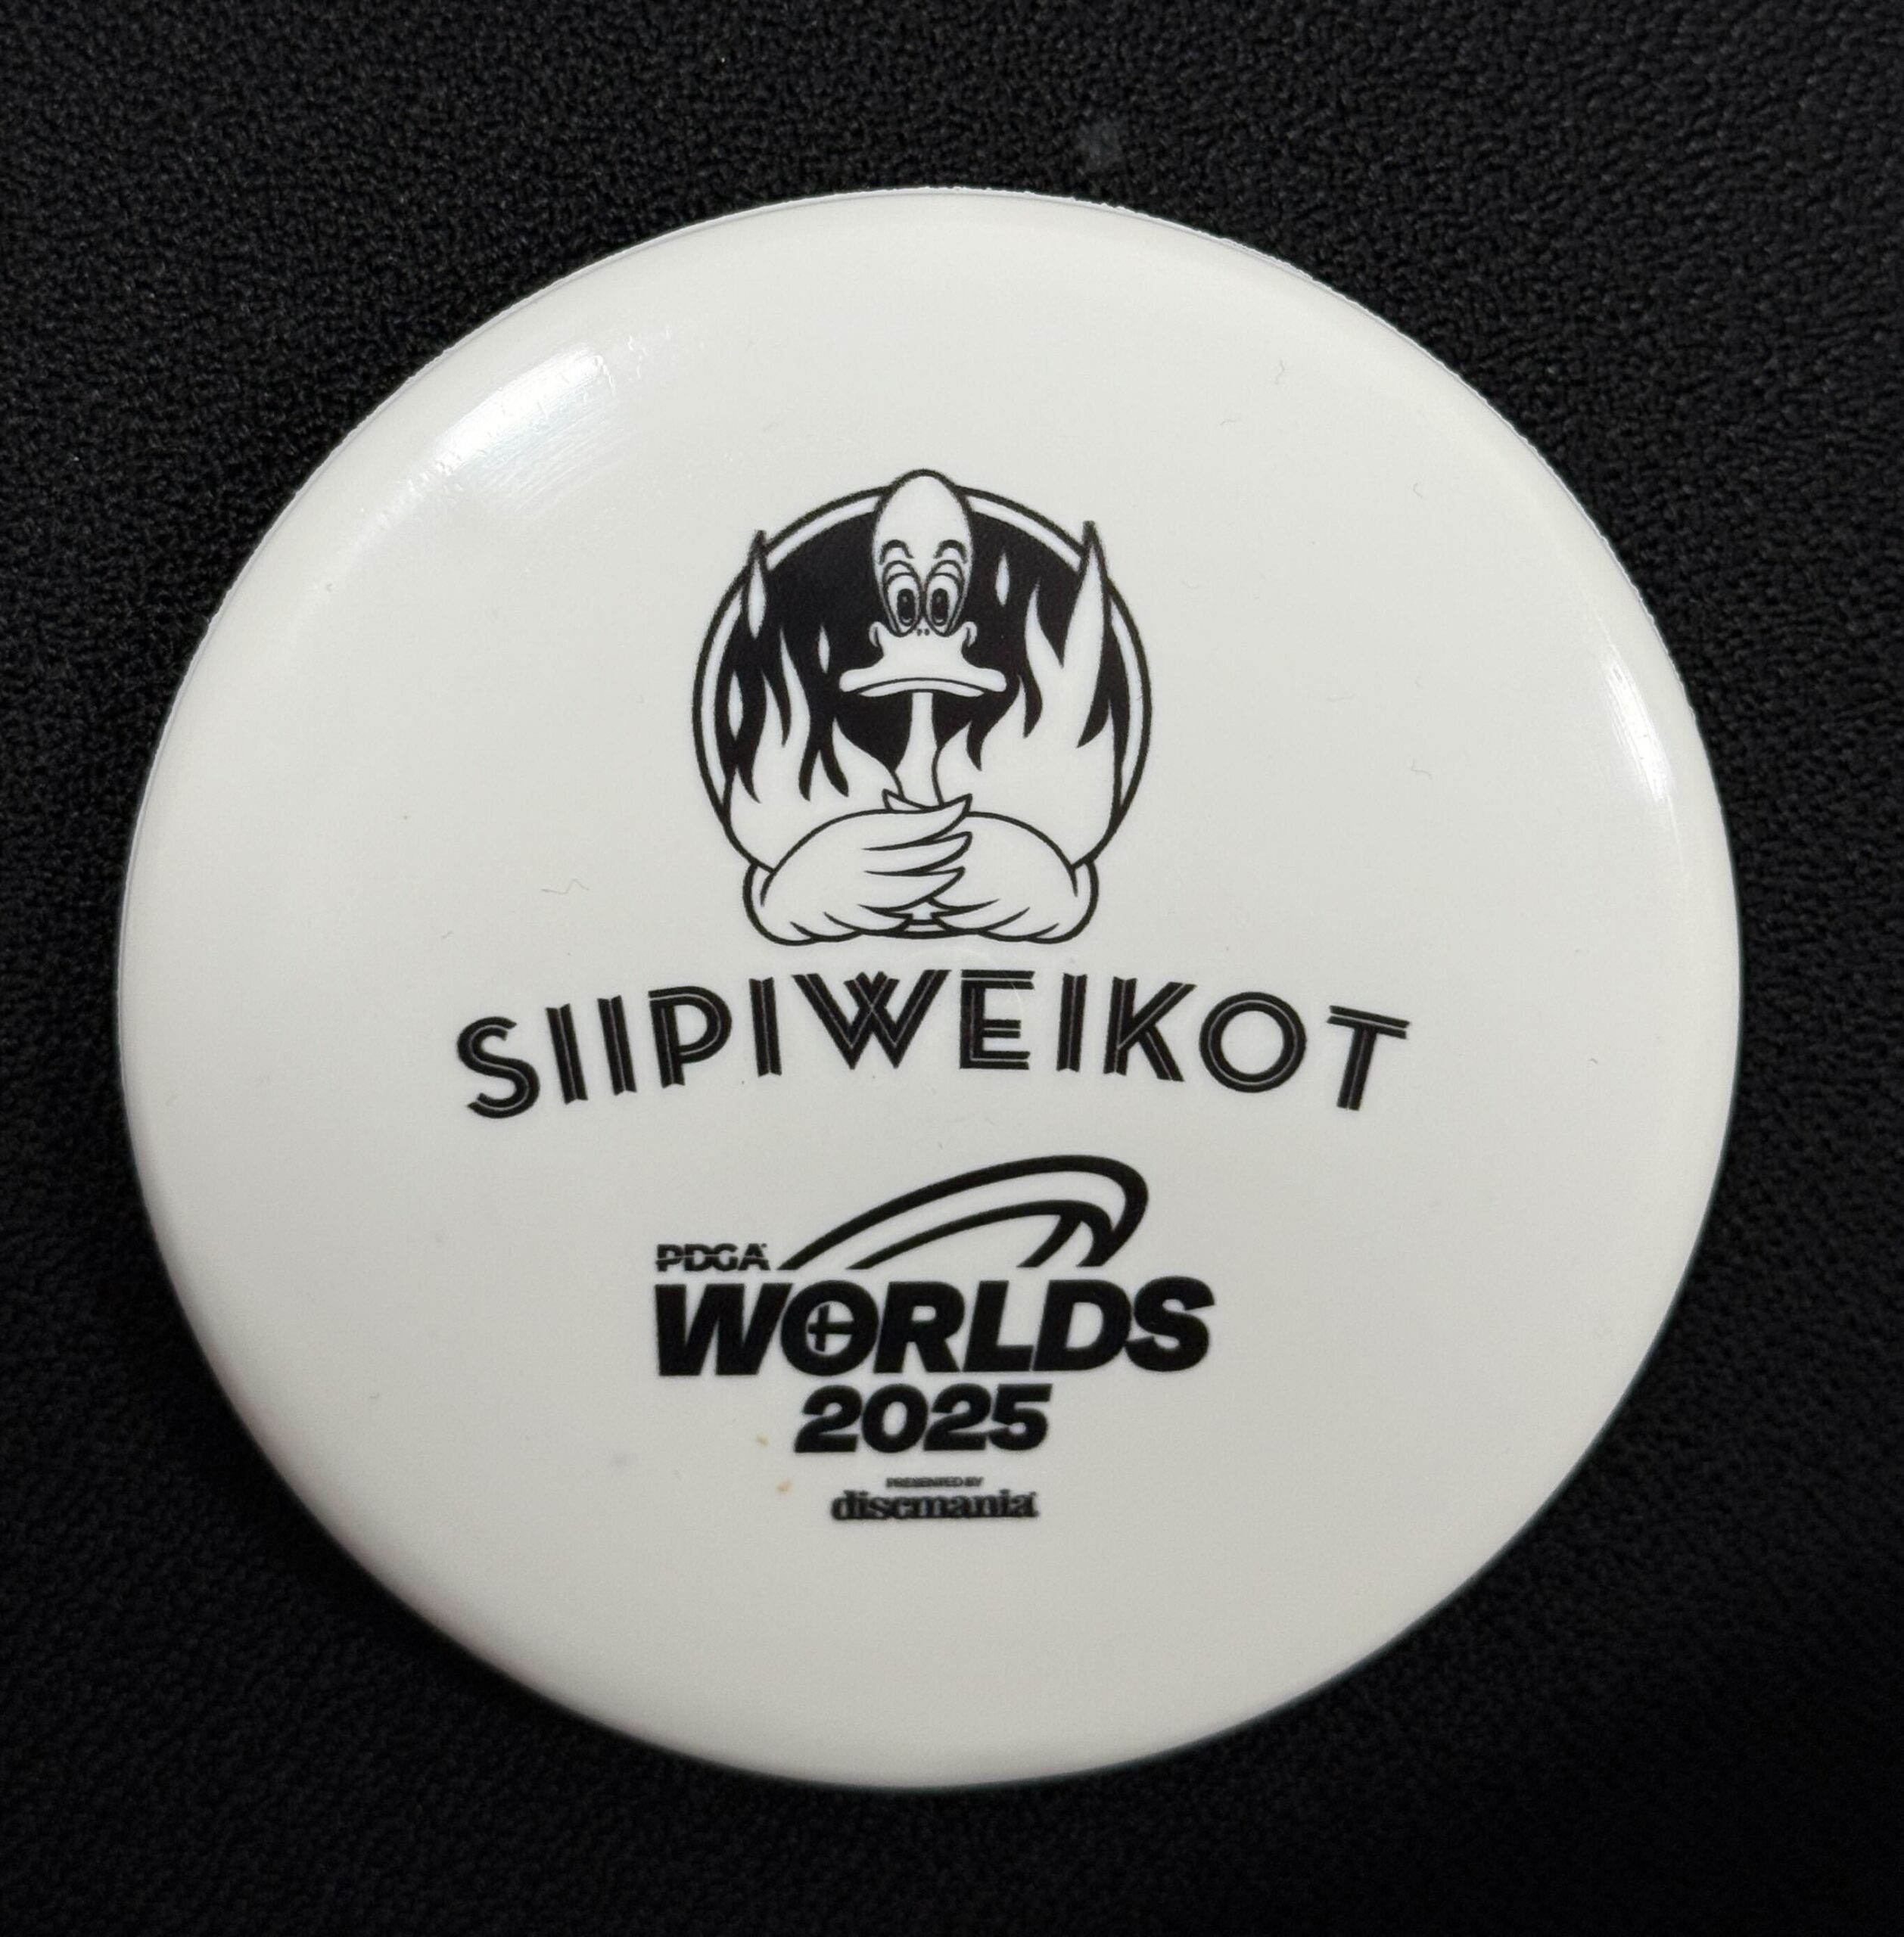 SIIPIWEIKOT
PDGA
WORLDS
2025
PRESENTED BY
discmania